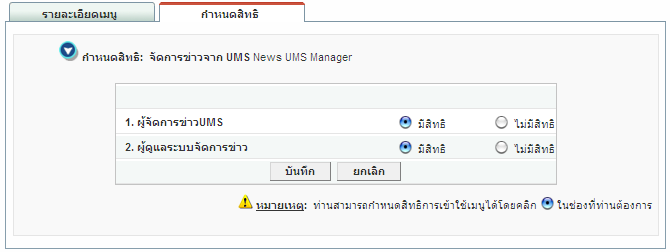 รายละเอียดเมนู
กำหนดสิทธิ
กำหนดสิทธิ: จัดการข่าวจาก UMS News UMS Manager
1. ผู้จัดการข่าวUMS มีสิทธิ ไม่มีสิทธิ
2. ผู้ดูแลระบบจัดการข่าว มีสิทธิ ไม่มีสิทธิ
บันทึก ยกเลิก
หมายเหตุ: ท่านสามารถกำหนดสิทธิการเข้าใช้เมนูได้โดยคลิก ในช่องที่ท่านต้องการ